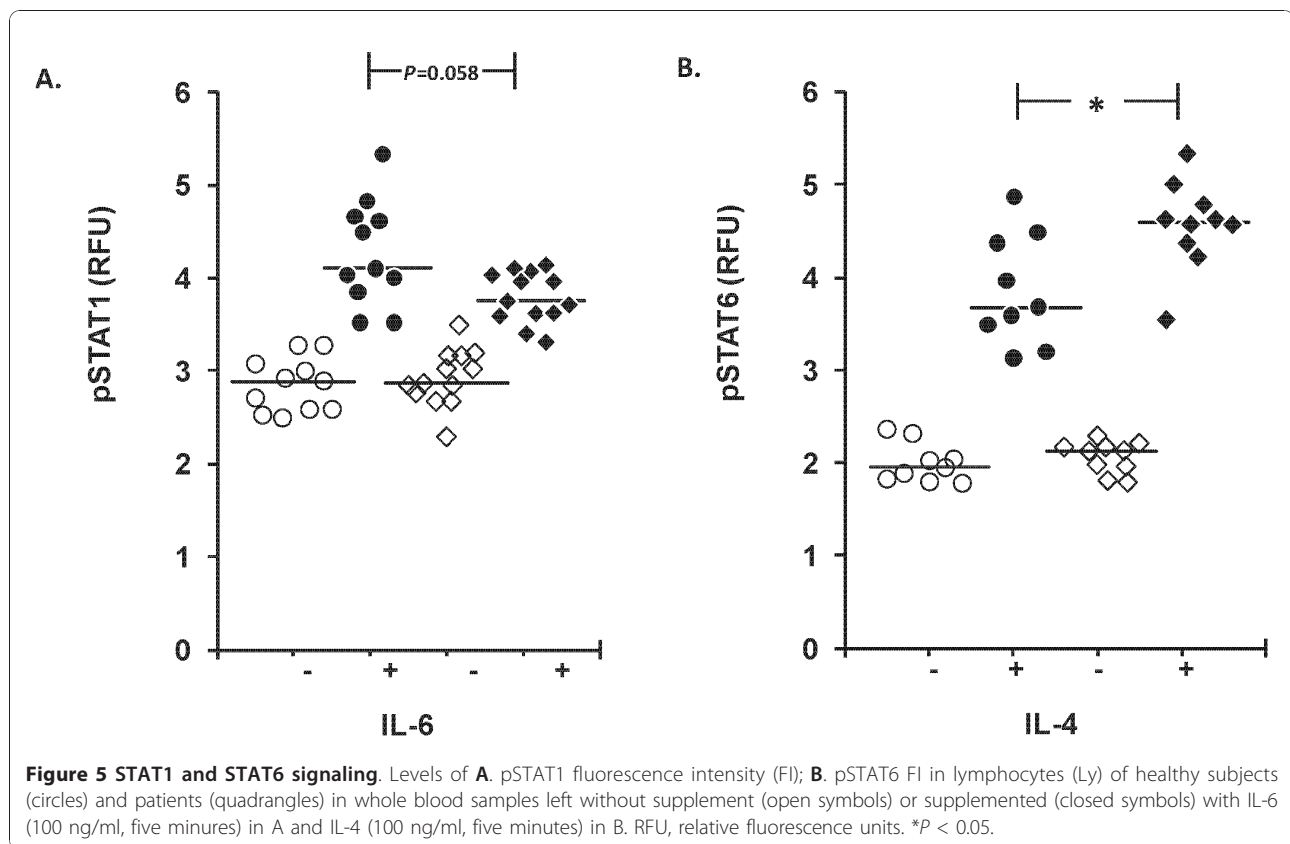 A.
P=0.058
6
5
4
3
2
1
0
pSTAT1 (RFU)
- + - +
IL-6
B.
*
6
5
4
3
2
1
0
pSTAT6 (RFU)
- + - +
IL-4
Figure 5 STAT1 and STAT6 signaling. Levels of A. pSTAT1 fluorescence intensity (FI); B. pSTAT6 FI in lymphocytes (Ly) of healthy subjects
(circles) and patients (quadrangles) in whole blood samples left without supplement (open symbols) or supplemented (closed symbols) with IL-6
(100 ng/ml, five minures) in A and IL-4 (100 ng/ml, five minutes) in B. RFU, relative fluorescence units. *P < 0.05.